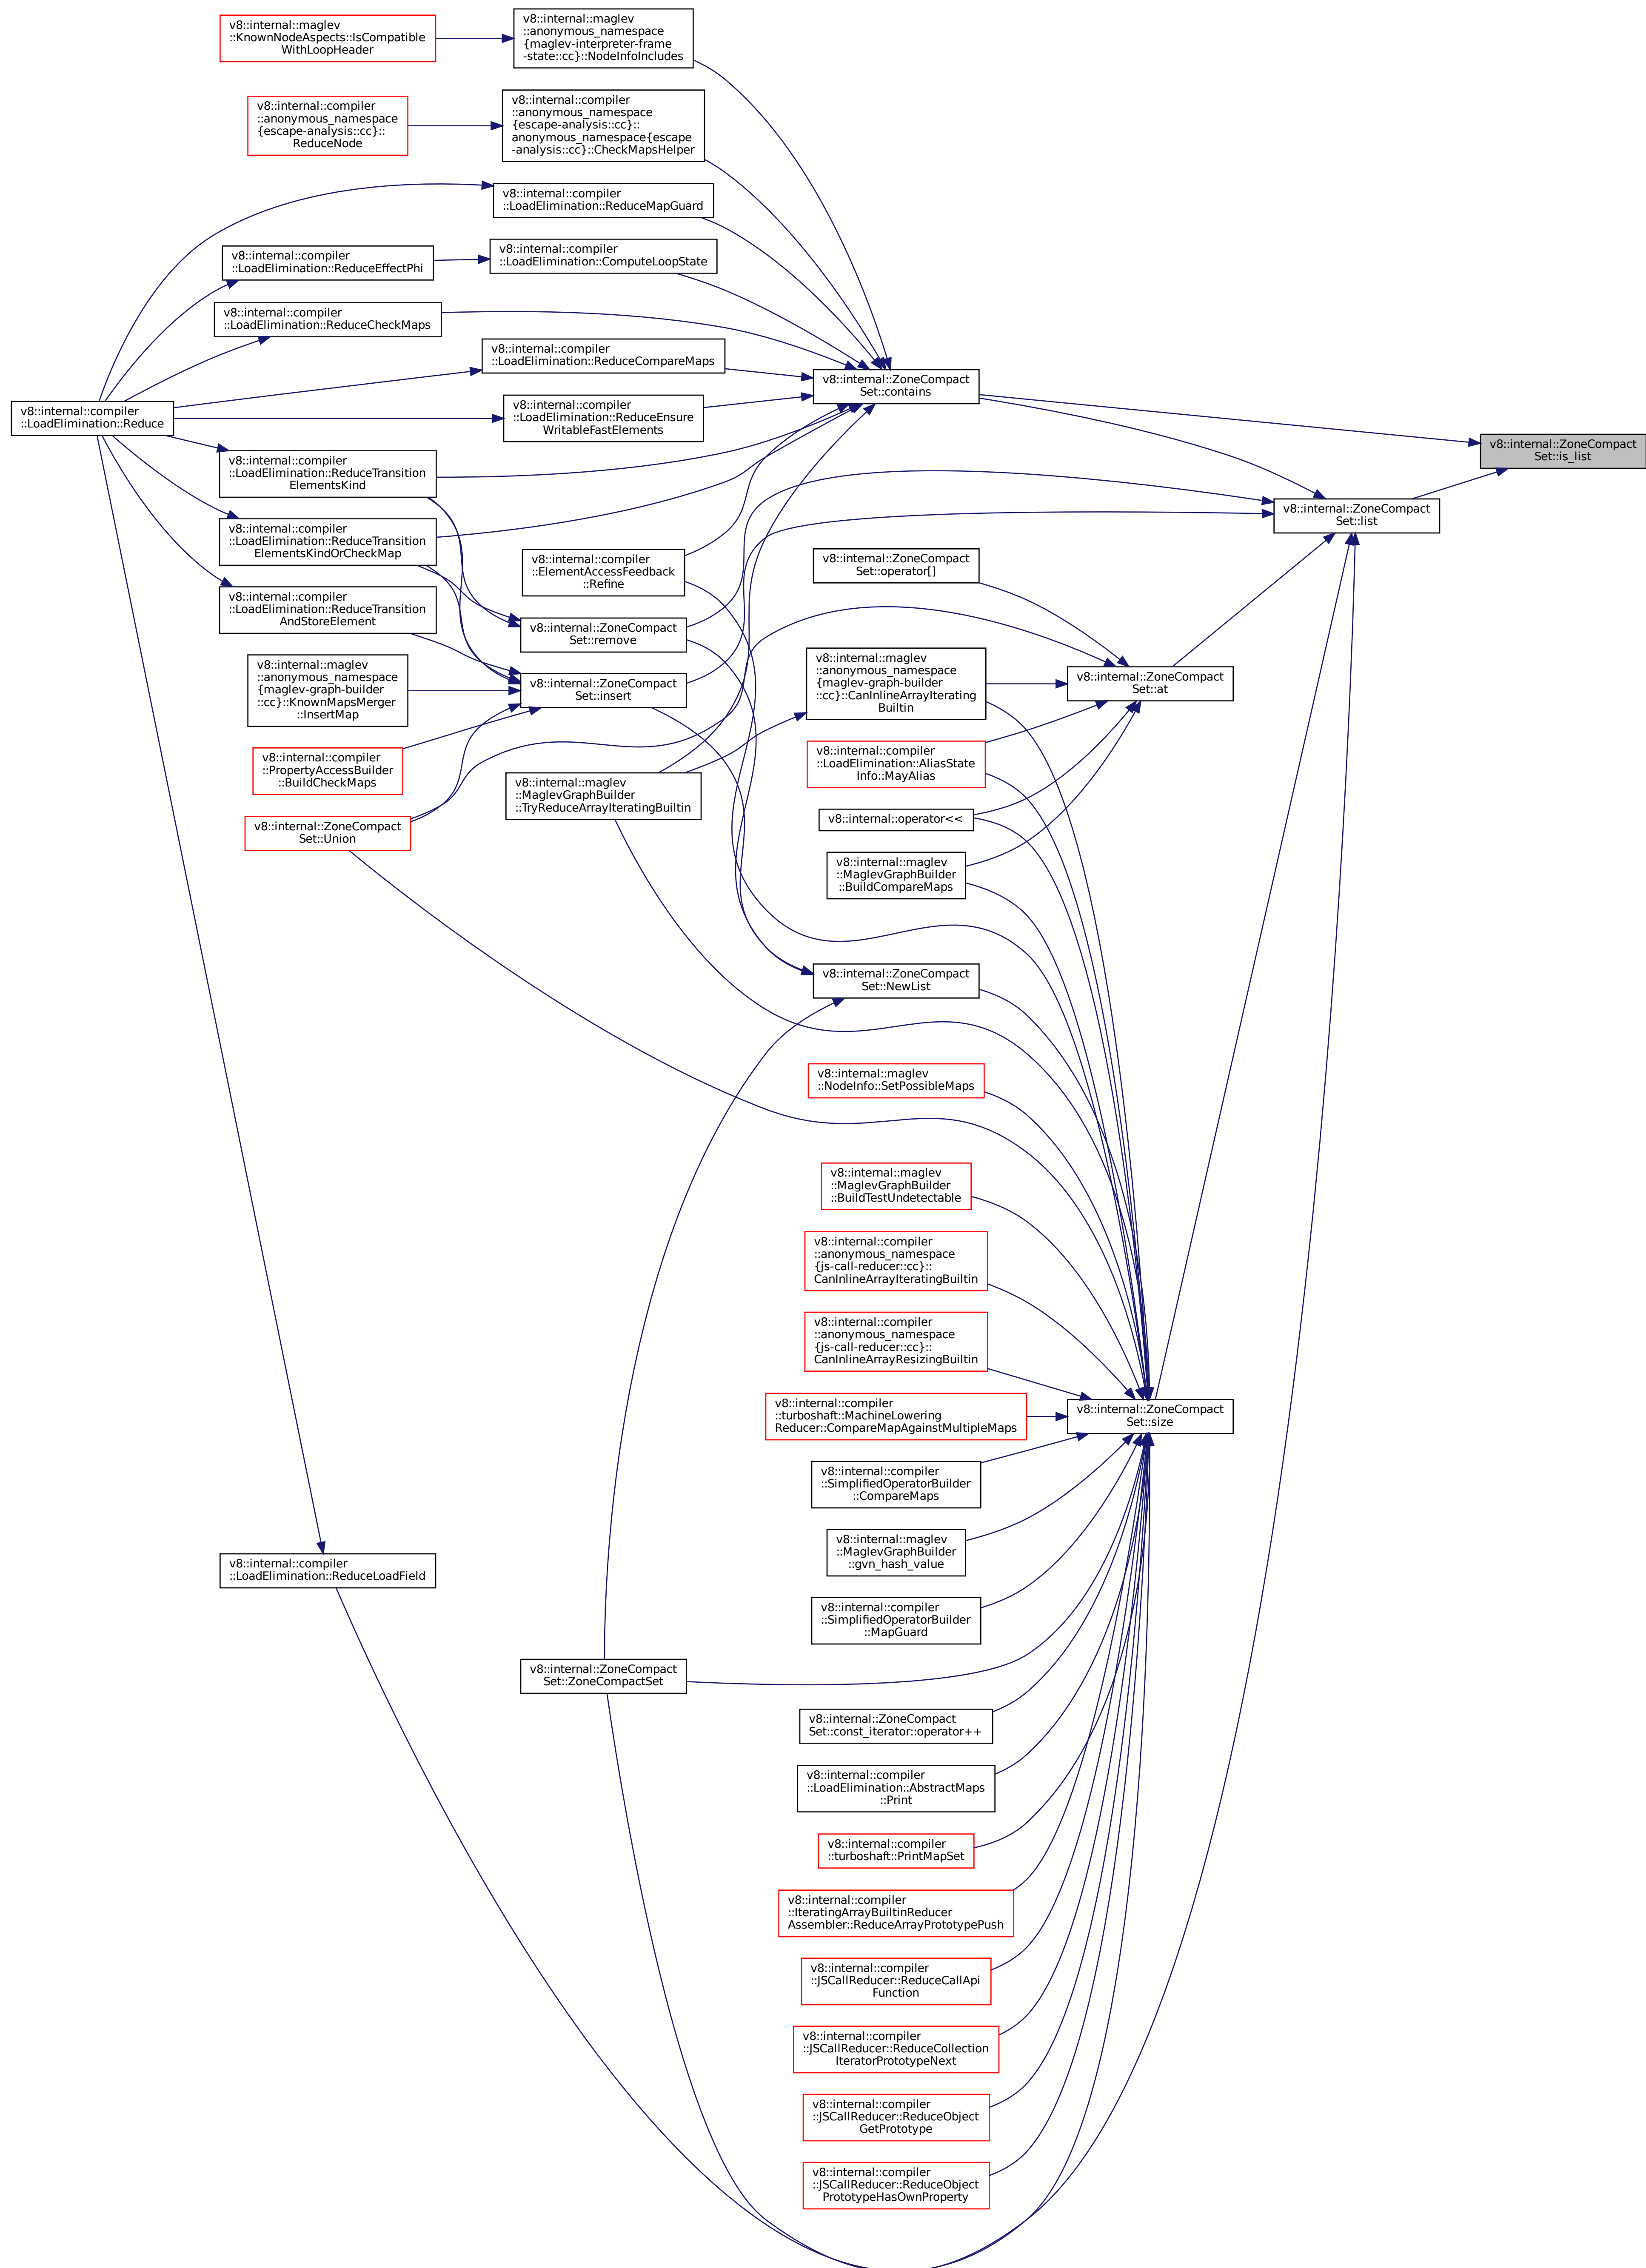 v8::internal::maglev
::KnownNodeAspects::IsCompatible
WithLoopHeader
v8::internal::maglev
::anonymous_namespace
{maglev-interpreter-frame
-state::cc}::NodeInfoIncludes
v8::internal::compiler
::anonymous_namespace
{escape-analysis::cc}::
ReduceNode
v8::internal::compiler
::anonymous_namespace
{escape-analysis::cc}::
anonymous_namespace{escape
-analysis::cc}::CheckMapsHelper
v8::internal::compiler
::LoadElimination::ReduceMapGuard
v8::internal::compiler
::LoadElimination::ReduceEffectPhi
v8::internal::compiler
::LoadElimination::ComputeLoopState
v8::internal::compiler
::LoadElimination::ReduceCheckMaps
v8::internal::compiler
::LoadElimination::ReduceCompareMaps
v8::internal::ZoneCompact
Set::contains
v8::internal::compiler
::LoadElimination::Reduce
v8::internal::compiler
::LoadElimination::ReduceEnsure
WritableFastElements
v8::internal::ZoneCompact
Set::is_list
v8::internal::compiler
::LoadElimination::ReduceTransition
ElementsKind
v8::internal::ZoneCompact
Set::list
v8::internal::compiler
::LoadElimination::ReduceTransition
ElementsKindOrCheckMap
v8::internal::compiler
::ElementAccessFeedback
::Refine
v8::internal::ZoneCompact
Set::operator[]
v8::internal::compiler
::LoadElimination::ReduceTransition
AndStoreElement
v8::internal::ZoneCompact
Set::remove
v8::internal::maglev
::anonymous_namespace
{maglev-graph-builder
::cc}::KnownMapsMerger
::InsertMap
v8::internal::ZoneCompact
Set::insert
v8::internal::maglev
::anonymous_namespace
{maglev-graph-builder
::cc}::CanInlineArrayIterating
Builtin
v8::internal::ZoneCompact
Set::at
v8::internal::compiler
::PropertyAccessBuilder
::BuildCheckMaps
v8::internal::compiler
::LoadElimination::AliasState
Info::MayAlias
v8::internal::maglev
::MaglevGraphBuilder
::TryReduceArrayIteratingBuiltin
v8::internal::ZoneCompact
Set::Union
v8::internal::operator<<
v8::internal::maglev
::MaglevGraphBuilder
::BuildCompareMaps
v8::internal::ZoneCompact
Set::NewList
v8::internal::maglev
::NodeInfo::SetPossibleMaps
v8::internal::maglev
::MaglevGraphBuilder
::BuildTestUndetectable
v8::internal::compiler
::anonymous_namespace
{js-call-reducer::cc}::
CanInlineArrayIteratingBuiltin
v8::internal::compiler
::anonymous_namespace
{js-call-reducer::cc}::
CanInlineArrayResizingBuiltin
v8::internal::compiler
::turboshaft::MachineLowering
Reducer::CompareMapAgainstMultipleMaps
v8::internal::ZoneCompact
Set::size
v8::internal::compiler
::SimplifiedOperatorBuilder
::CompareMaps
v8::internal::maglev
::MaglevGraphBuilder
::gvn_hash_value
v8::internal::compiler
::LoadElimination::ReduceLoadField
v8::internal::compiler
::SimplifiedOperatorBuilder
::MapGuard
v8::internal::ZoneCompact
Set::ZoneCompactSet
v8::internal::ZoneCompact
Set::const_iterator::operator++
v8::internal::compiler
::LoadElimination::AbstractMaps
::Print
v8::internal::compiler
::turboshaft::PrintMapSet
v8::internal::compiler
::IteratingArrayBuiltinReducer
Assembler::ReduceArrayPrototypePush
v8::internal::compiler
::JSCallReducer::ReduceCallApi
Function
v8::internal::compiler
::JSCallReducer::ReduceCollection
IteratorPrototypeNext
v8::internal::compiler
::JSCallReducer::ReduceObject
GetPrototype
v8::internal::compiler
::JSCallReducer::ReduceObject
PrototypeHasOwnProperty